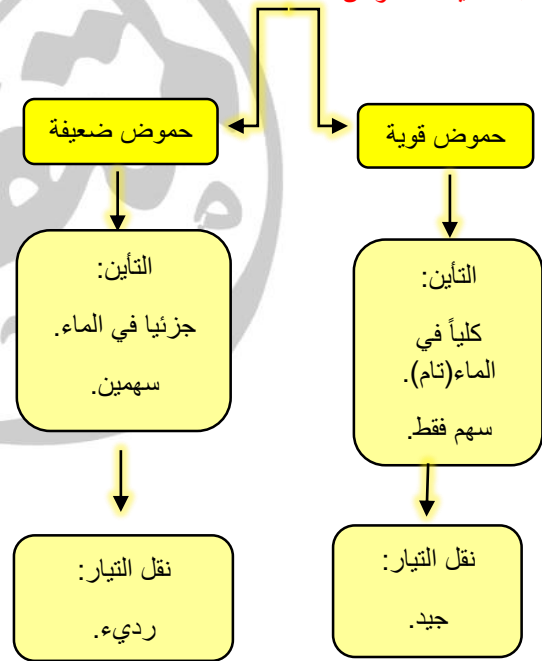 حموض قوية
حموض ضعيفة
التأين:
كلياً في
الماء(تام).
سهم فقط.
التأين:
جزئيا في الماء.
سهمين.
نقل التيار:
جيد.
نقل التيار:
رديء.